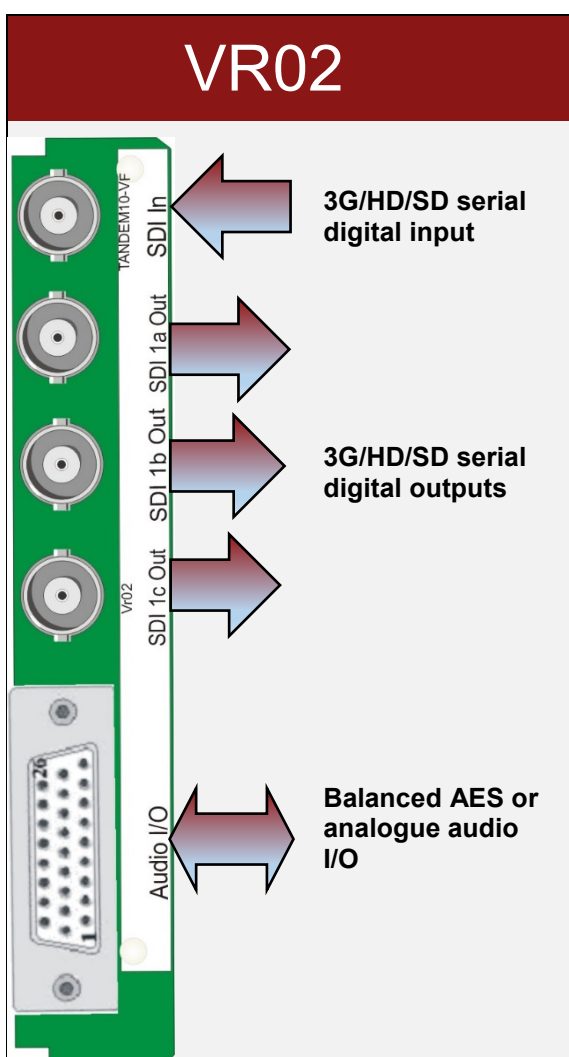 VR02
TANDEM10-VF
SDI In
3G/HD/SD serial
digital input
SDI 1a Out
SDI 1b Out
3G/HD/SD serial
digital outputs
Vr02
SDI 1c Out
26
Audio I/O
Balanced AES or
analogue audio
I/O
1